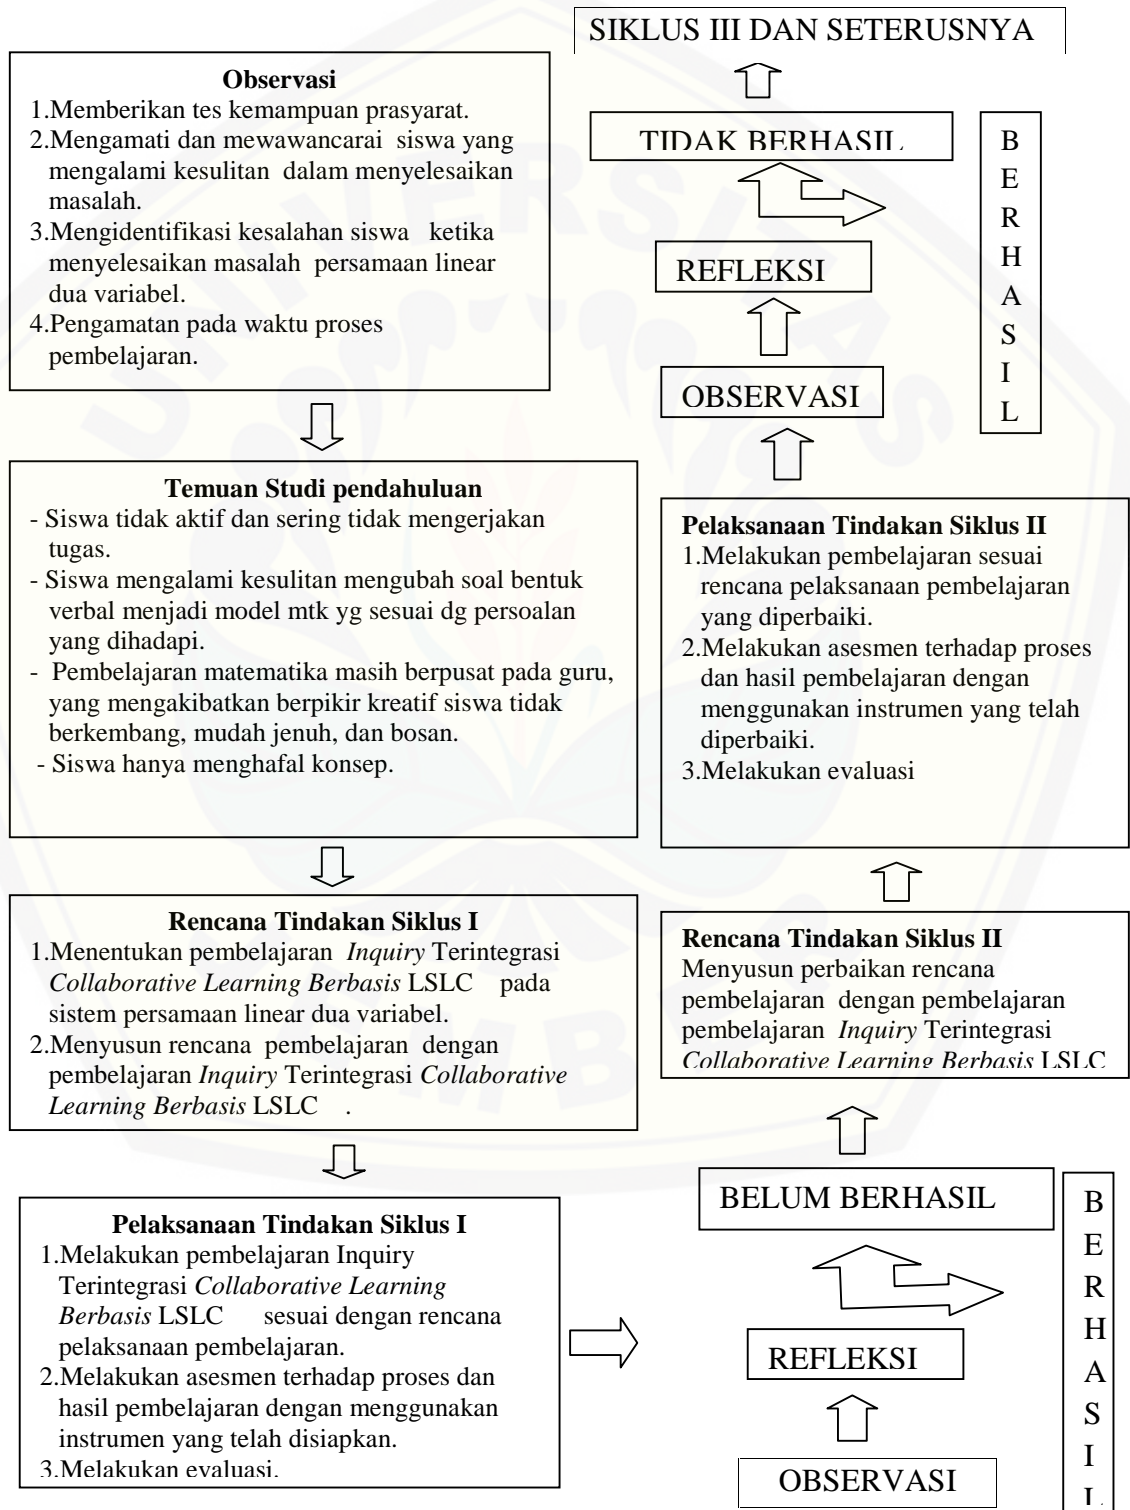 Observasi
1.Memberikan tes kemampuan prasyarat.
2.Mengamati dan mewawancarai siswa yang
mengalami kesulitan dalam menyelesaikan
masalah.
3.Mengidentifikasi kesalahan siswa ketika
menyelesaikan masalah persamaan linear
dua variabel.
4.Pengamatan pada waktu proses
pembelajaran.
Temuan Studi pendahuluan
- Siswa tidak aktif dan sering tidak mengerjakan
tugas.
- Siswa mengalami kesulitan mengubah soal bentuk
verbal menjadi model mtk yg sesuai dg persoalan
yang dihadapi.
- Pembelajaran matematika masih berpusat pada guru,
yang mengakibatkan berpikir kreatif siswa tidak
berkembang, mudah jenuh, dan bosan.
- Siswa hanya menghafal konsep.
Rencana Tindakan Siklus I
1.Menentukan pembelajaran Inquiry Terintegrasi
Collaborative Learning Berbasis LSLC pada
sistem persamaan linear dua variabel.
2.Menyusun rencana pembelajaran dengan
pembelajaran Inquiry Terintegrasi Collaborative
Learning Berbasis LSLC .
Pelaksanaan Tindakan Siklus I
1.Melakukan pembelajaran Inquiry
Terintegrasi Collaborative Learning
Berbasis LSLC sesuai dengan rencana
pelaksanaan pembelajaran.
2.Melakukan asesmen terhadap proses dan
hasil pembelajaran dengan menggunakan
instrumen yang telah disiapkan.
3.Melakukan evaluasi.
OBSERVASI
REFLEKSI
BELUM BERHASIL
B
E
R
H
A
S
I
L
Rencana Tindakan Siklus II
Menyusun perbaikan rencana
pembelajaran dengan pembelajaran
pembelajaran Inquiry Terintegrasi
Collaborative Learning Berbasis LSLC
Pelaksanaan Tindakan Siklus II
1.Melakukan pembelajaran sesuai
rencana pelaksanaan pembelajaran
yang diperbaiki.
2.Melakukan asesmen terhadap proses
dan hasil pembelajaran dengan
menggunakan instrumen yang telah
diperbaiki.
3.Melakukan evaluasi
OBSERVASI
REFLEKSI
TIDAK BERHASIL
B
E
R
H
A
S
I
L
SIKLUS III DAN SETERUSNYA
UNIVERSITAS
JEMBER